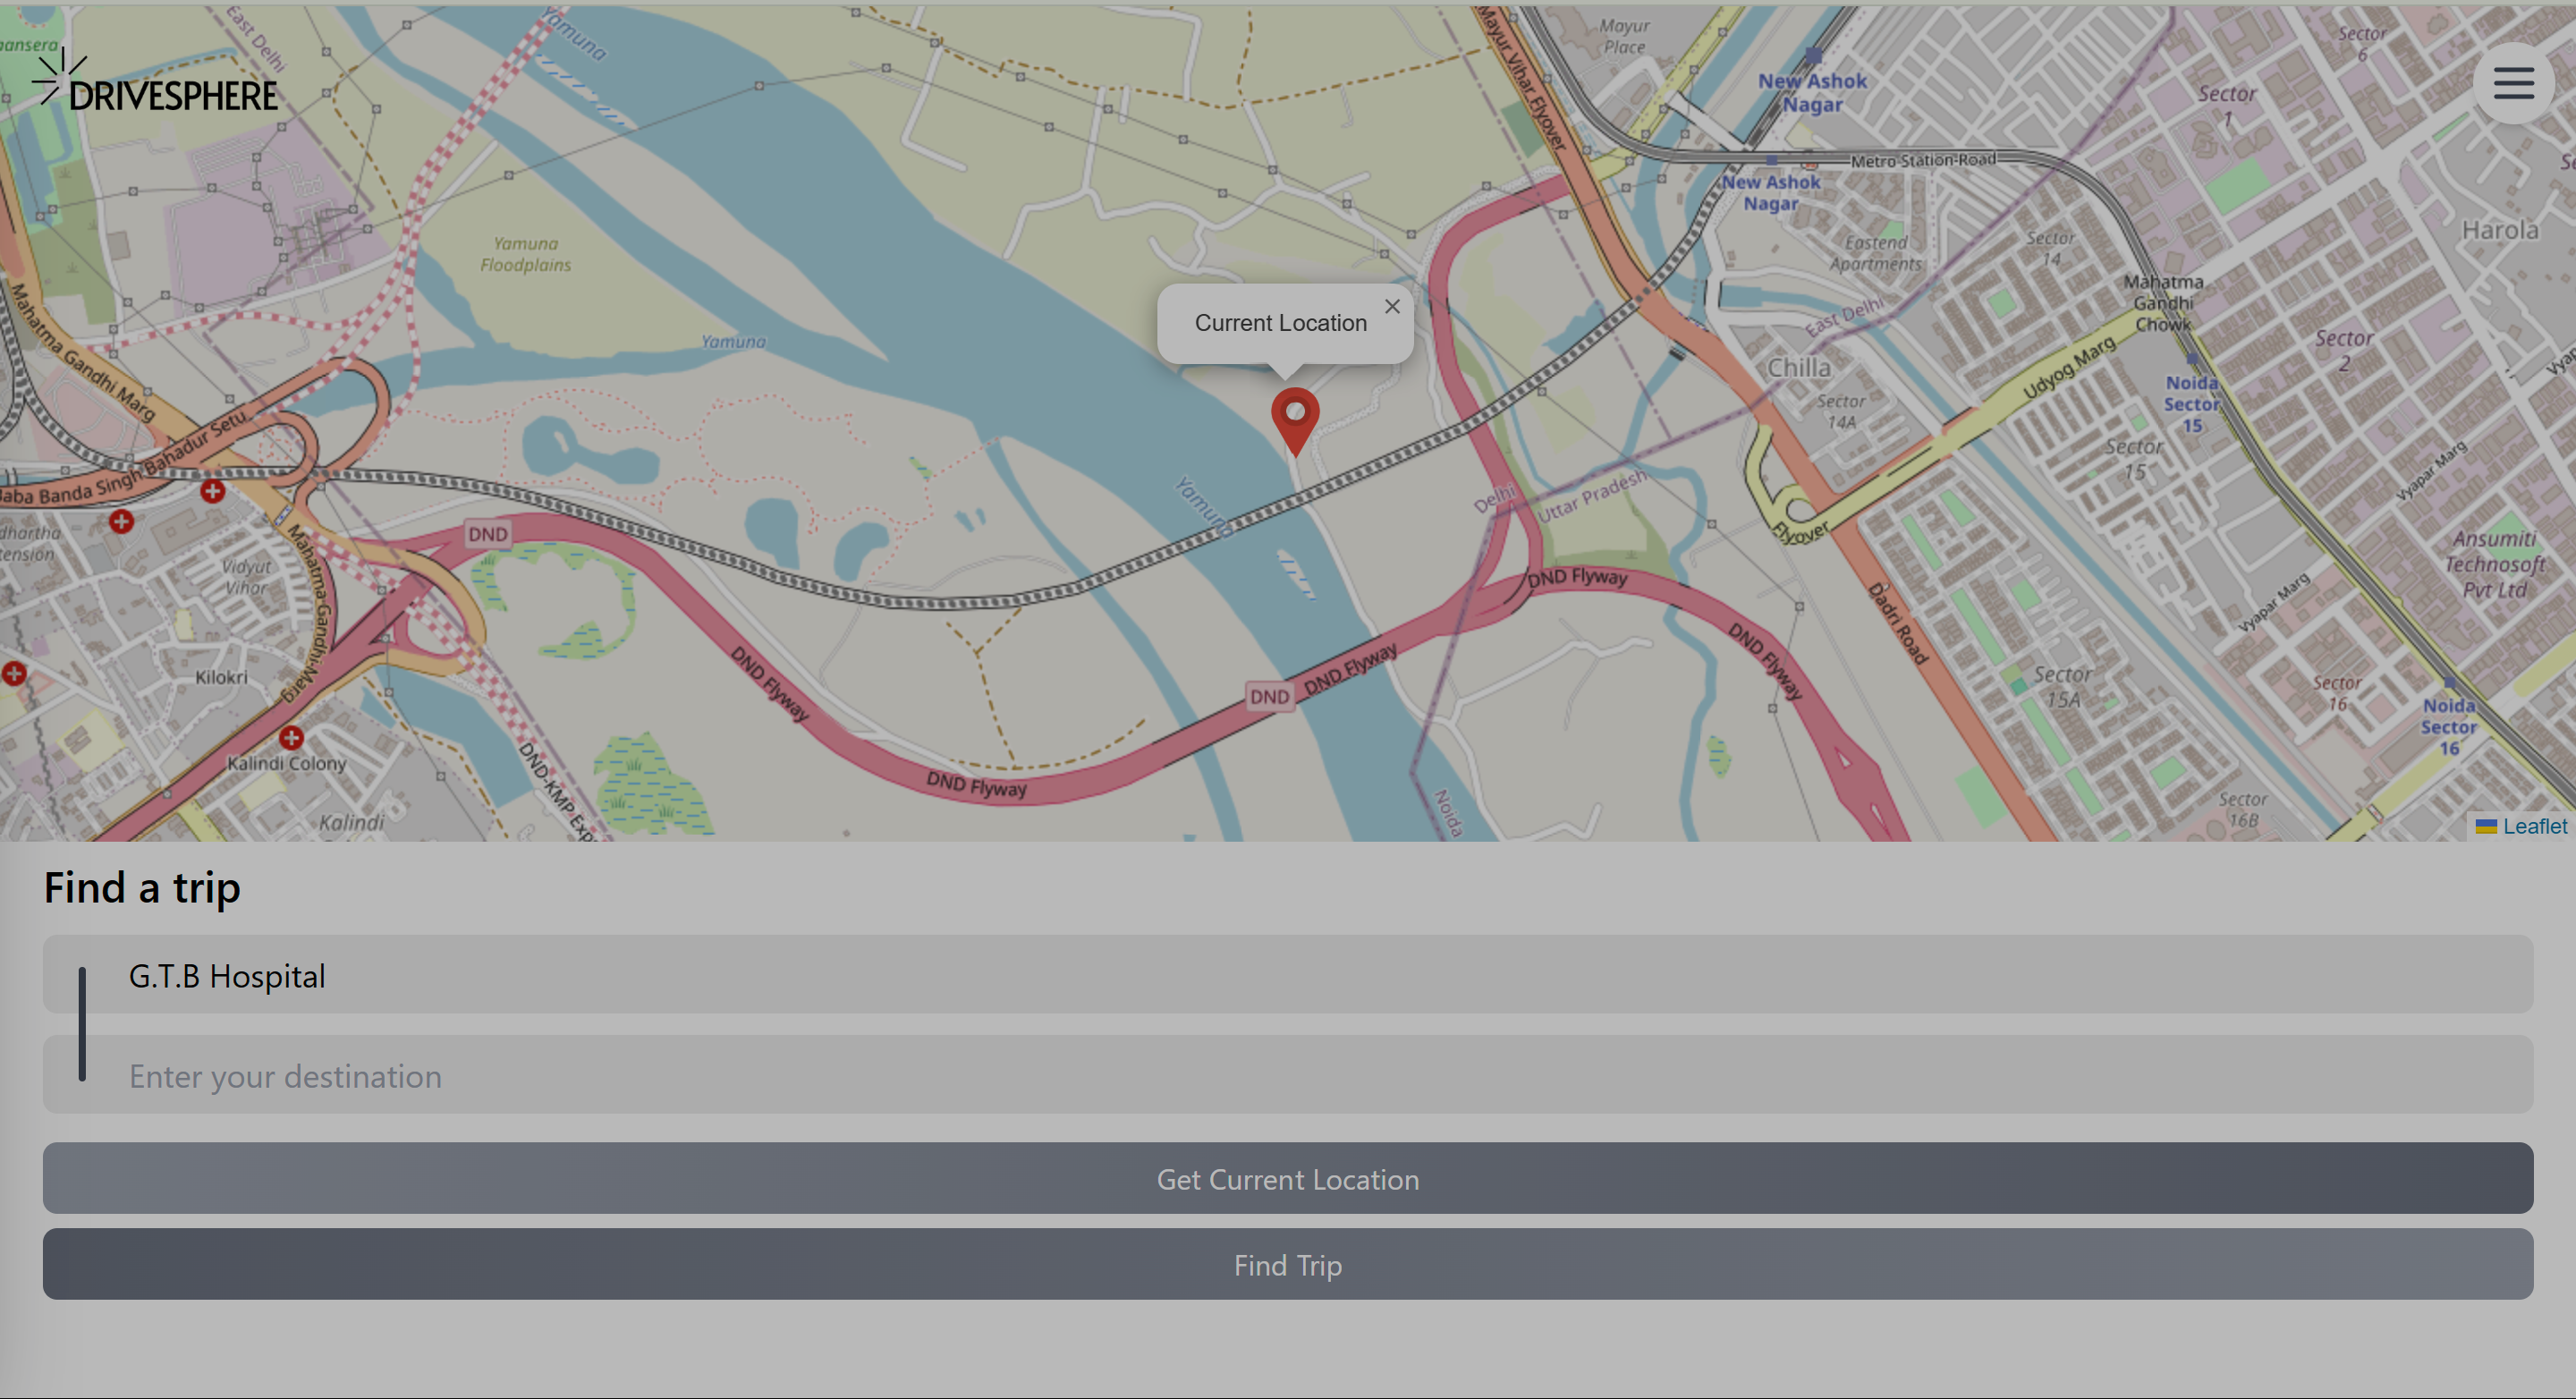 East Delhi
Yamuna
Mayur Vihar Flyover
Mayur
Place
Sector
6
DRIVESPHERE
New Ashok
Nagar
Sector
1
Metro Station Road
New Ashok
Nagar
Harola
Yamuna
Floodplains
Eastend
Apartments
Sector
14
Mahatma
Gandhi
Chowk
Mahatma Gandhi Marg
Current Location
×
Yamuna
East Delhi
Chilla
Udyog Marg
Sector
2
Noida
Sector
15
Sector
14A
Baba Banda Singh Bahadur Setu
Sector
15
Vyapar Marg
Yamuna
Delhi
Uttar Pradesh
Flyover
DND
Ansumiti
Technosoft
Pvt Ltd
Vidyut
Vihar
Mahatma Gandhi Marg
DND Flyway
Dadri Road
Vyapar Marg
Kilokri
DND Flyway
DND
DND Flyway
DND Flyway
Sector
15A
Sector
16
Noida
Sector
16
Kalindi Colony
DND Flyway
Kalindi
Noida
Sector
16B
Leaflet
Find a trip
G.T.B Hospital
Enter your destination
Get Current Location
Find Trip